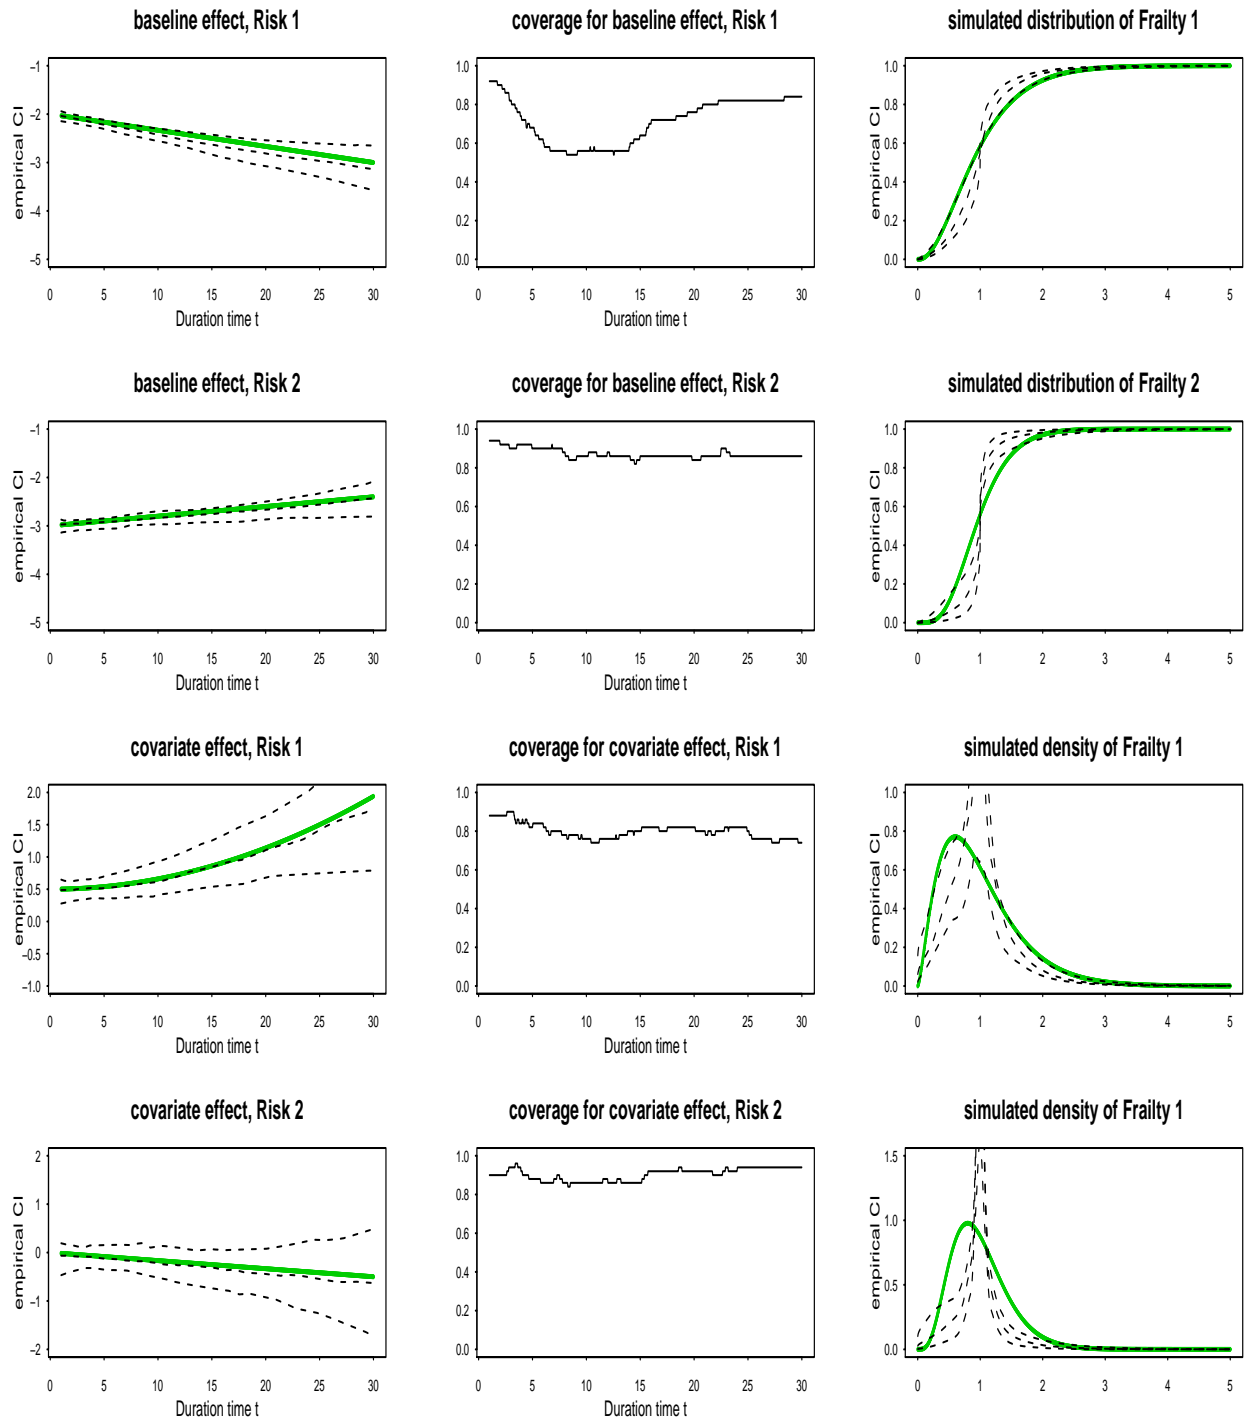 baseline effect, Risk 1
empirical CI
−1
−2
−3
−4
−5
0 5 10 15 20 25 30
Duration time t
coverage for baseline effect, Risk 1
1.0
0.8
0.6
0.4
0.2
0.0
0 5 10 15 20 25 30
simulated distribution of Frailty 1
empirical CI
1.0
0.8
0.6
0.4
0.2
0.0
0 1 2 3 4 5
baseline effect, Risk 2
empirical CI
−1
−2
−3
−4
−5
0 5 10 15 20 25 30
Duration time t
coverage for baseline effect, Risk 2
1.0
0.8
0.6
0.4
0.2
0.0
0 5 10 15 20 25 30
simulated distribution of Frailty 2
empirical CI
1.0
0.8
0.6
0.4
0.2
0.0
0 1 2 3 4 5
covariate effect, Risk 1
empirical CI
2.0
1.5
1.0
0.5
0.0
−0.5
−1.0
0 5 10 15 20 25 30
Duration time t
coverage for covariate effect, Risk 1
1.0
0.8
0.6
0.4
0.2
0.0
0 5 10 15 20 25 30
simulated density of Frailty 1
empirical CI
1.0
0.8
0.6
0.4
0.2
0.0
0 1 2 3 4 5
covariate effect, Risk 2
empirical CI
2
1
0
−1
−2
0 5 10 15 20 25 30
Duration time t
coverage for covariate effect, Risk 2
1.0
0.8
0.6
0.4
0.2
0.0
0 5 10 15 20 25 30
simulated density of Frailty 1
empirical CI
1.5
1.0
0.5
0.0
0 1 2 3 4 5